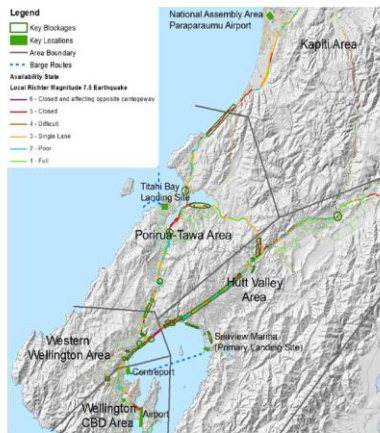 Legend
Key Blockages
Key Locations
Area Boundary
Barge Routes
Availability State
Local Richter Magnitude 7.5 Earthquake
6 - Closed and affecting opposite carriageway
5 - Closed
4 - Difficult
3 - Single Lane
2 - Poor
1 - Full
National Assembly Area
Paraparaumu Airport
Kapiti Area
Titahi Bay
Landing Site
Porirua-Tawa Area
Hutt Valley
Area
Western
Wellington Area
Seaview Marina
(Primary Landing Site)
Centreport
Wellington
CBD Area
Airport